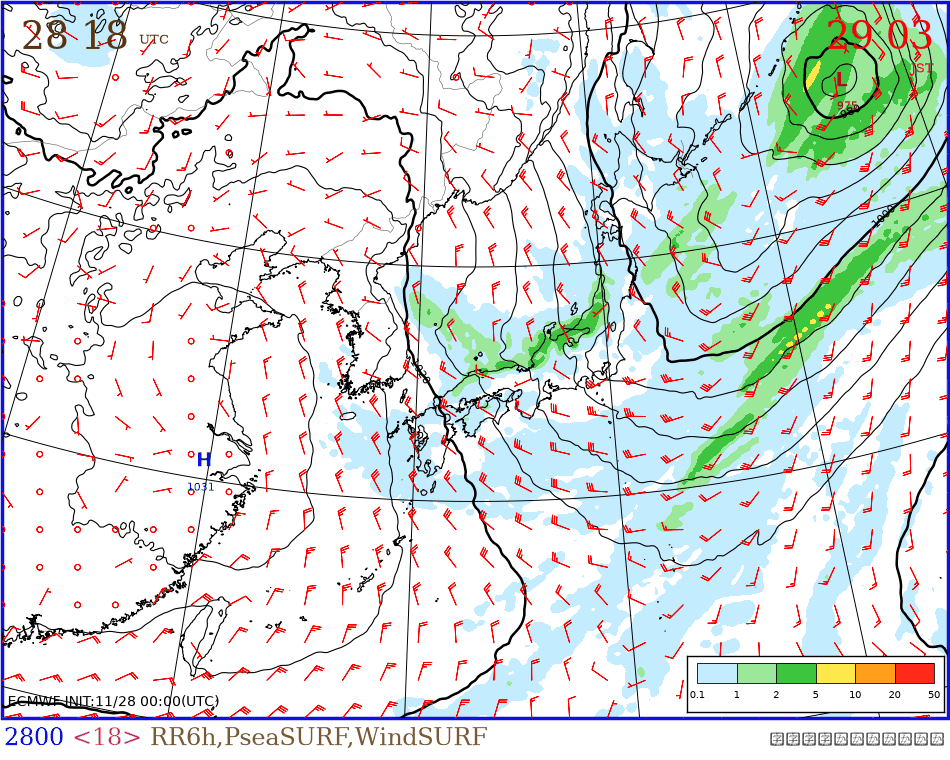 28 18 UTC
29 03
JST
L
975
1000
H
1031
0.1 1 2 5 10 20 50
ECMWF INIT:11/28 00:00(UTC)
2800 <18> RR6h,PseaSURF,WindSURF